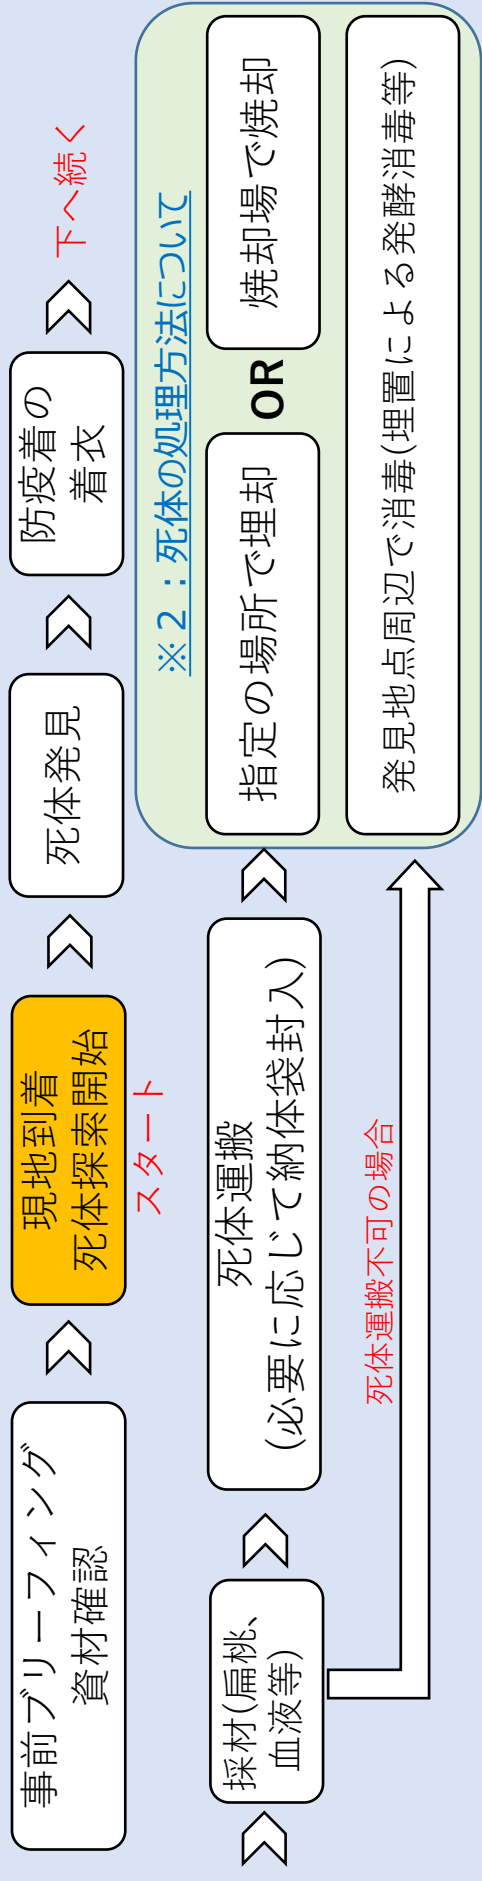 事前ブリーフィング
資材確認
現地到着
死体探索開始
スタート
死体発見
防疫着の
着衣
下へ続く
採材(扁桃、
血液等)
死体運搬
(必要に応じて納体袋封入)
死体運搬不可の場合
※２：死体の処理方法について
指定の場所で埋却
OR
焼却場で焼却
発見地点周辺で消毒(埋置による発酵消毒等)